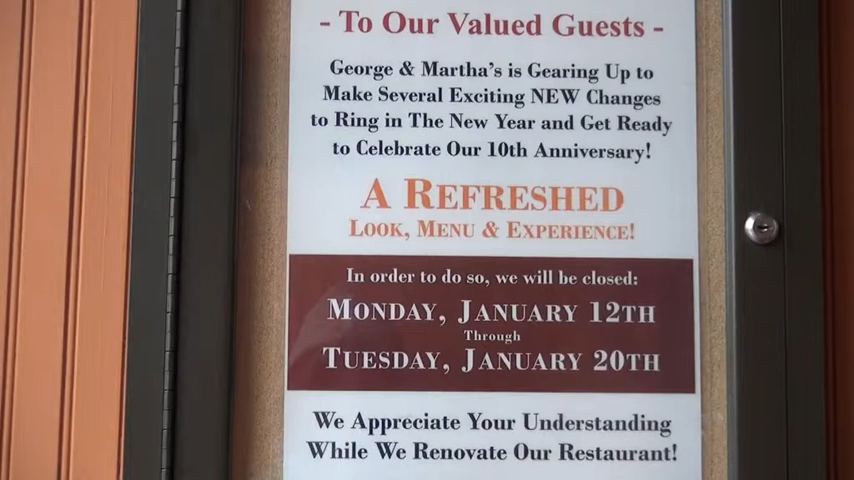 - To Our Valued Guests -
George & Martha's is Gearing Up to
Make Several Exciting NEW Changes
to Ring in The New Year and Get Ready
to Celebrate Our 10th Anniversary!
A Refreshed
Look, Menu & Experience!
In order to do so, we will be closed:
Monday, January 12th
Through
Tuesday, January 20th
We Appreciate Your Understanding
While We Renovate Our Restaurant!